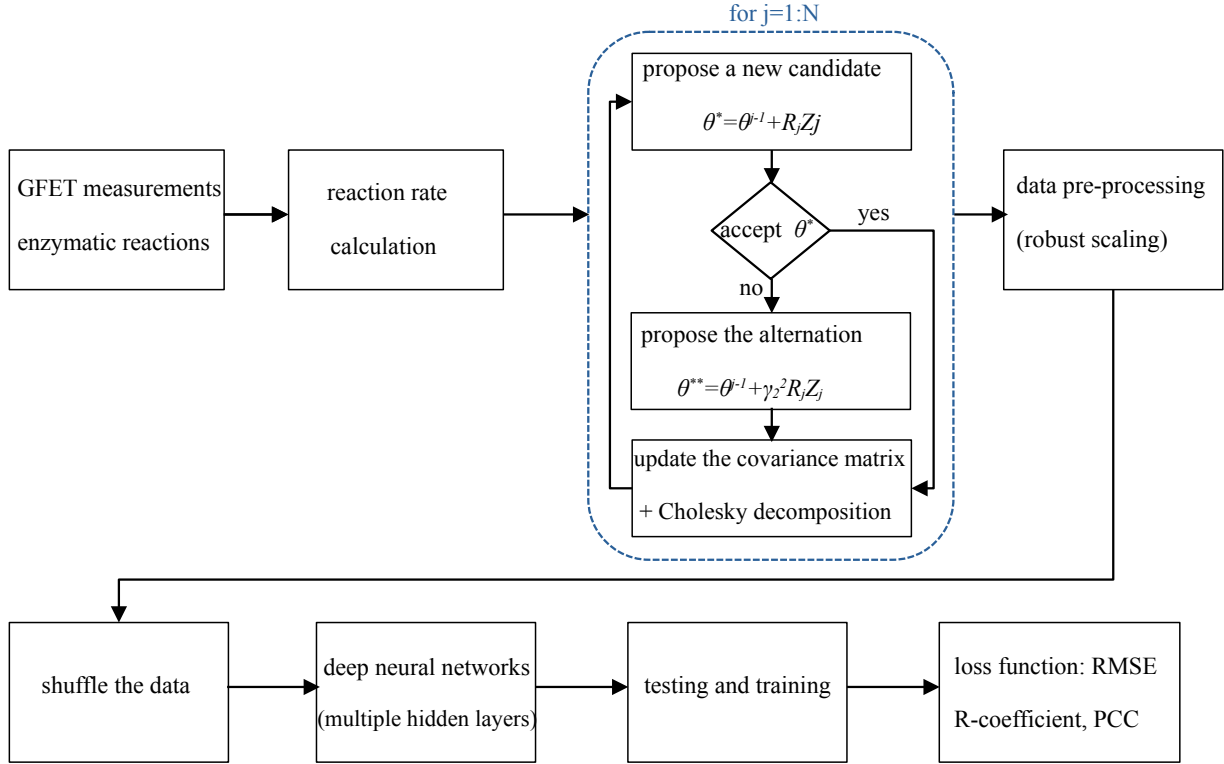 for j=1:N
GFET measurements
enzymatic reactions
reaction rate
calculation
propose a new candidate
θ*=θʲ⁻¹+RⱼZj
accept θ*
yes
no
propose the alternation
θ**=θʲ⁻¹+γ₂²RⱼZⱼ
update the covariance matrix
+ Cholesky decomposition
data pre-processing
(robust scaling)
shuffle the data
deep neural networks
(multiple hidden layers)
testing and training
loss function: RMSE
R-coefficient, PCC